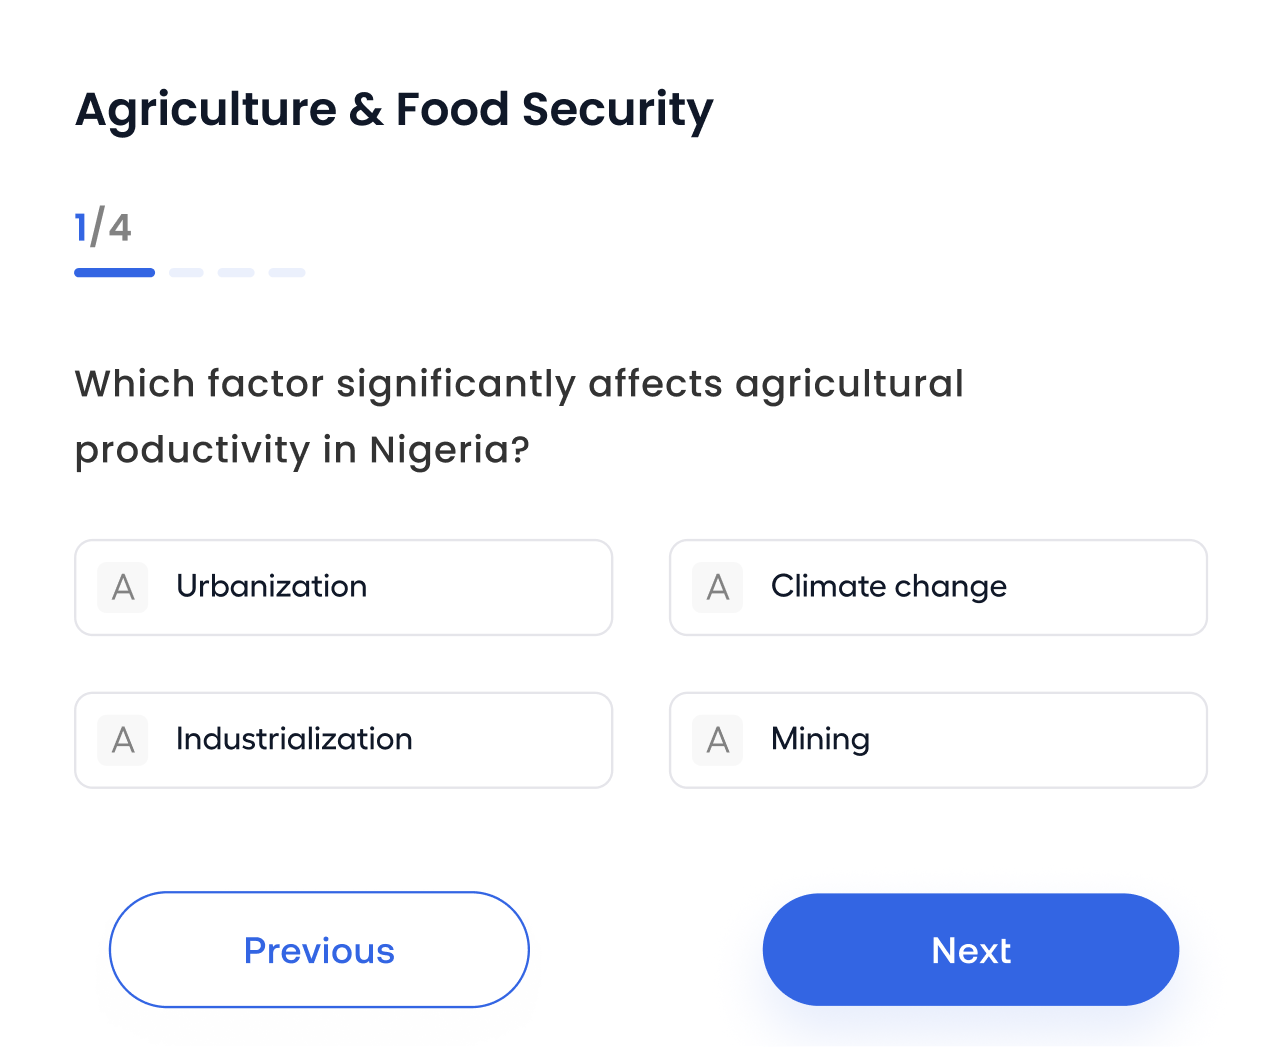 Agriculture & Food Security
1/4
Which factor significantly affects agricultural
productivity in Nigeria?
A Urbanization
A Climate change
A Industrialization
A Mining
Previous
Next